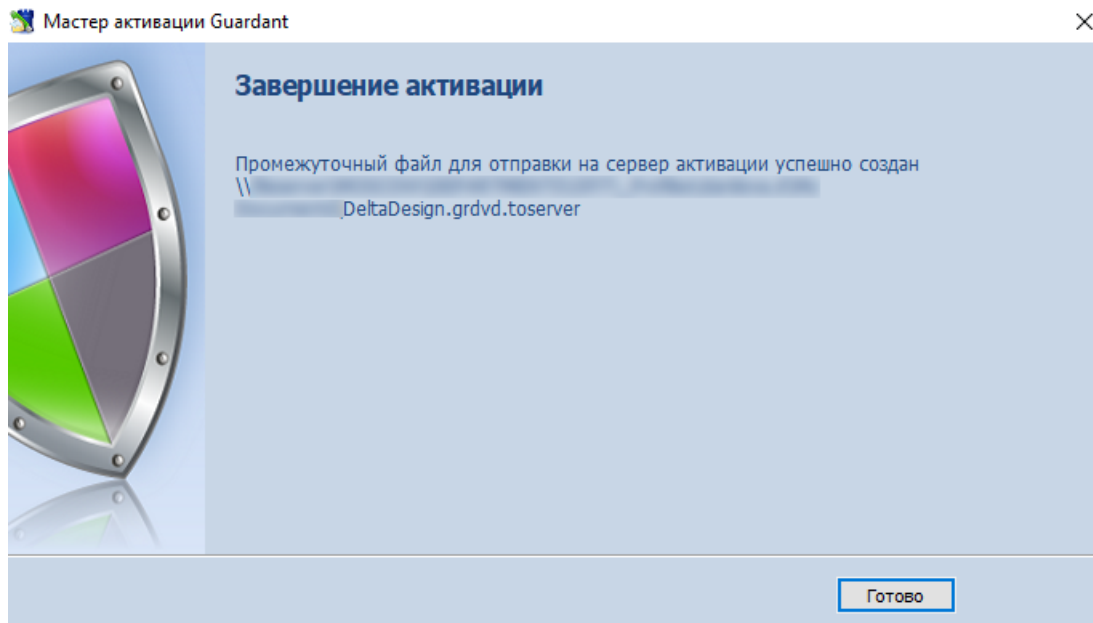 Мастер активации Guardant
Завершение активации
Промежуточный файл для отправки на сервер активации успешно создан
\\
DeltaDesign.grdvd.toserver
Готово